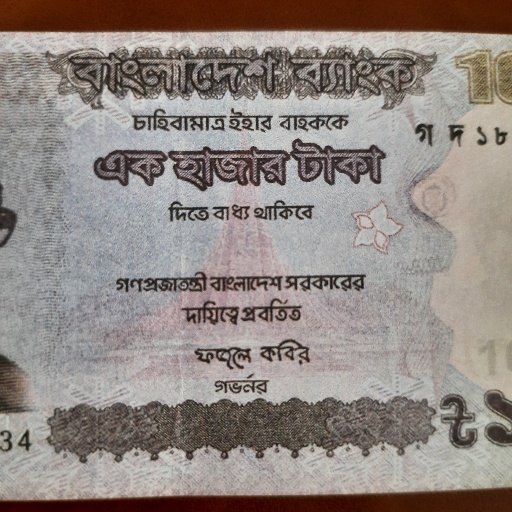 বাংলাদেশ ব্যাংক
10
চাহিবামাত্র ইহার বাহককে
গ দ ১৮
এক হাজার টাকা
দিতে বাধ্য থাকিবে
গণপ্রজাতন্ত্রী বাংলাদেশ সরকারের
দায়িত্বে প্রবর্তিত
ফজলে কবির
গভর্নর
10
34
৳১